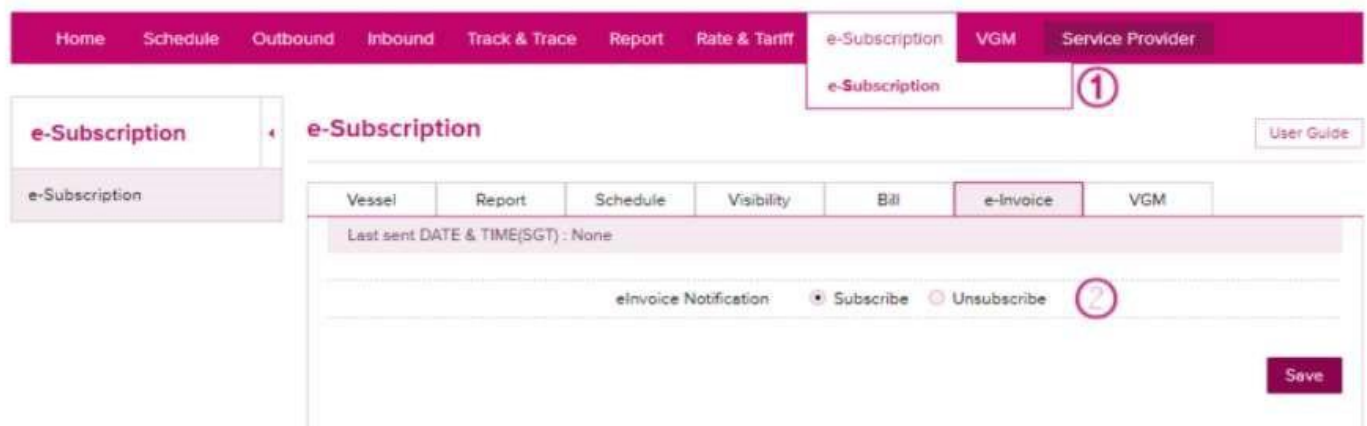 Home Schedule Outbound Inbound Track & Trace Report Rate & Tariff e-Subscription VGM Service Provider
e-Subscription ①
e-Subscription
e-Subscription
User Guide
e-Subscription
Vessel Report Schedule Visibility Bill e-Invoice VGM
Last sent DATE & TIME(SGT) : None
eInvoice Notification Subscribe Unsubscribe ②
Save